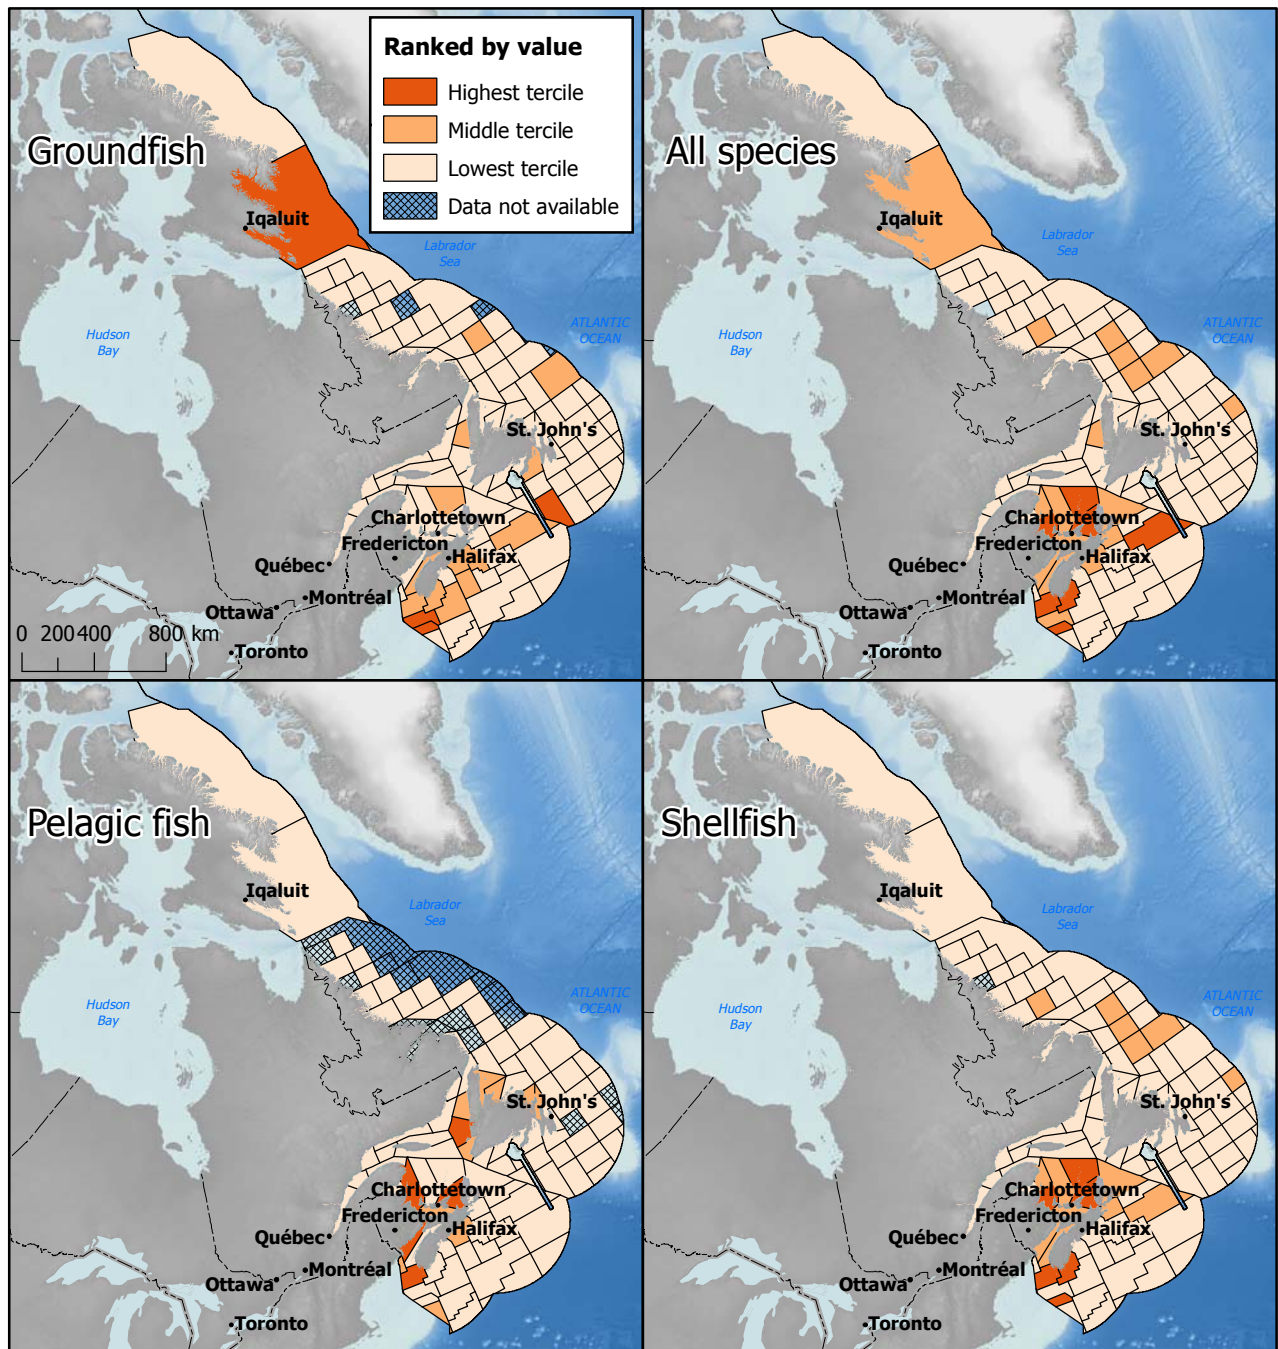 Ranked by value
Highest tercile
Middle tercile
Lowest tercile
Data not available
Groundfish
Iqaluit
Labrador
Sea
Hudson
Bay
ATLANTIC
OCEAN
St. John's
Charlottetown
Fredericton
Halifax
Québec
Montréal
Ottawa
Toronto
0 200 400 800 km
All species
Iqaluit
Labrador
Sea
Hudson
Bay
ATLANTIC
OCEAN
St. John's
Charlottetown
Fredericton
Halifax
Québec
Montréal
Ottawa
Toronto
Pelagic fish
Iqaluit
Labrador
Sea
Hudson
Bay
ATLANTIC
OCEAN
St. John's
Charlottetown
Fredericton
Halifax
Québec
Montréal
Ottawa
Toronto
Shellfish
Iqaluit
Labrador
Sea
Hudson
Bay
ATLANTIC
OCEAN
St. John's
Charlottetown
Fredericton
Halifax
Québec
Montréal
Ottawa
Toronto